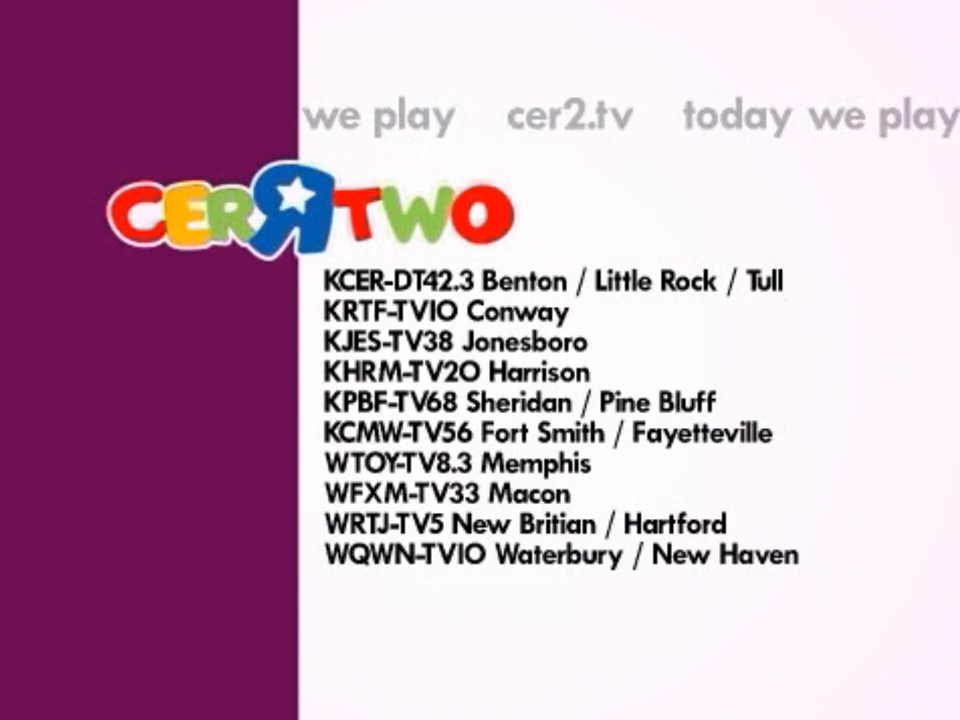 we play cer2.tv today we play
CERR TWO
KCER-DT42.3 Benton / Little Rock / Tull
KRTF-TV10 Conway
KJES-TV38 Jonesboro
KHRM-TV20 Harrison
KPBF-TV68 Sheridan / Pine Bluff
KCMW-TV56 Fort Smith / Fayetteville
WTOY-TV8.3 Memphis
WFXM-TV33 Macon
WRTJ-TV5 New Britian / Hartford
WQWN-TV10 Waterbury / New Haven